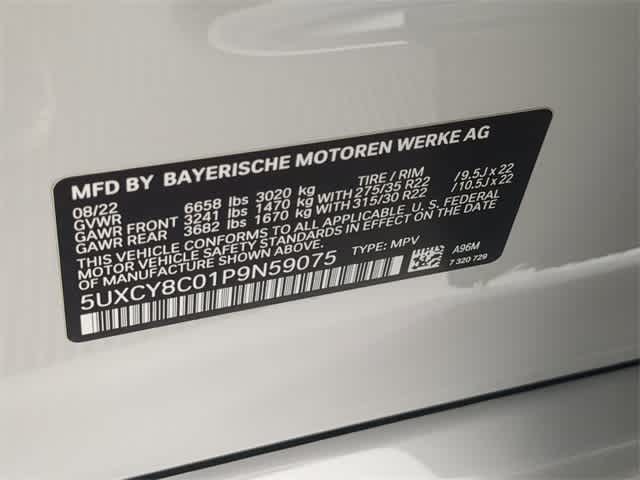 MFD BY BAYERISCHE MOTOREN WERKE AG
08/22 TIRE / RIM
GVWR 6658 lbs 3020 kg
GAWR FRONT 3241 lbs 1470 kg WITH 275/35 R22 / 9.5J x 22
GAWR REAR 3682 lbs 1670 kg WITH 315/30 R22 / 10.5J x 22
THIS VEHICLE CONFORMS TO ALL APPLICABLE U.S. FEDERAL
MOTOR VEHICLE SAFETY STANDARDS IN EFFECT ON THE DATE
OF MANUFACTURE SHOWN ABOVE.
5UXCY8C01P9N59075 TYPE: MPV A96M
7 320 729